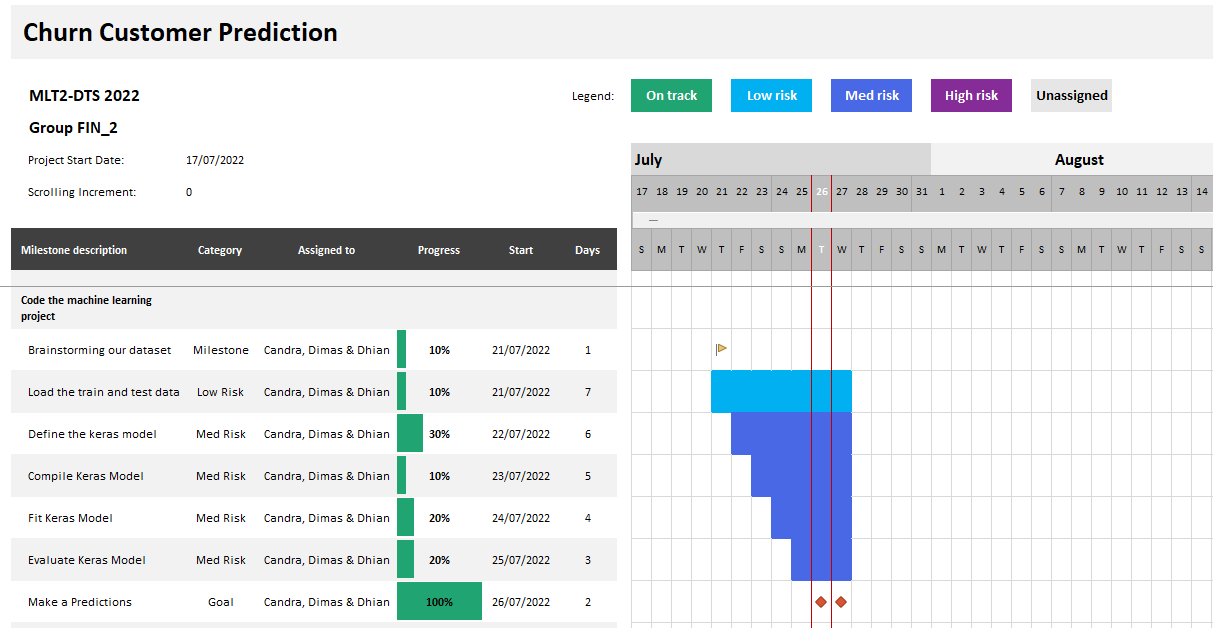 Churn Customer Prediction
MLT2-DTS 2022
Legend: On track Low risk Med risk High risk Unassigned
Group FIN_2
Project Start Date: 17/07/2022
July August
Scrolling Increment: 0
17 18 19 20 21 22 23 24 25 26 27 28 29 30 31 1 2 3 4 5 6 7 8 9 10 11 12 13 14
Milestone description Category Assigned to Progress Start Days
S M T W T F S S M T W T F S S M T W T F S S M T W T F S S
Code the machine learning
project
Brainstorming our dataset Milestone Candra, Dimas & Dhian 10% 21/07/2022 1
Load the train and test data Low Risk Candra, Dimas & Dhian 10% 21/07/2022 7
Define the keras model Med Risk Candra, Dimas & Dhian 30% 22/07/2022 6
Compile Keras Model Med Risk Candra, Dimas & Dhian 10% 23/07/2022 5
Fit Keras Model Med Risk Candra, Dimas & Dhian 20% 24/07/2022 4
Evaluate Keras Model Med Risk Candra, Dimas & Dhian 20% 25/07/2022 3
Make a Predictions Goal Candra, Dimas & Dhian 100% 26/07/2022 2